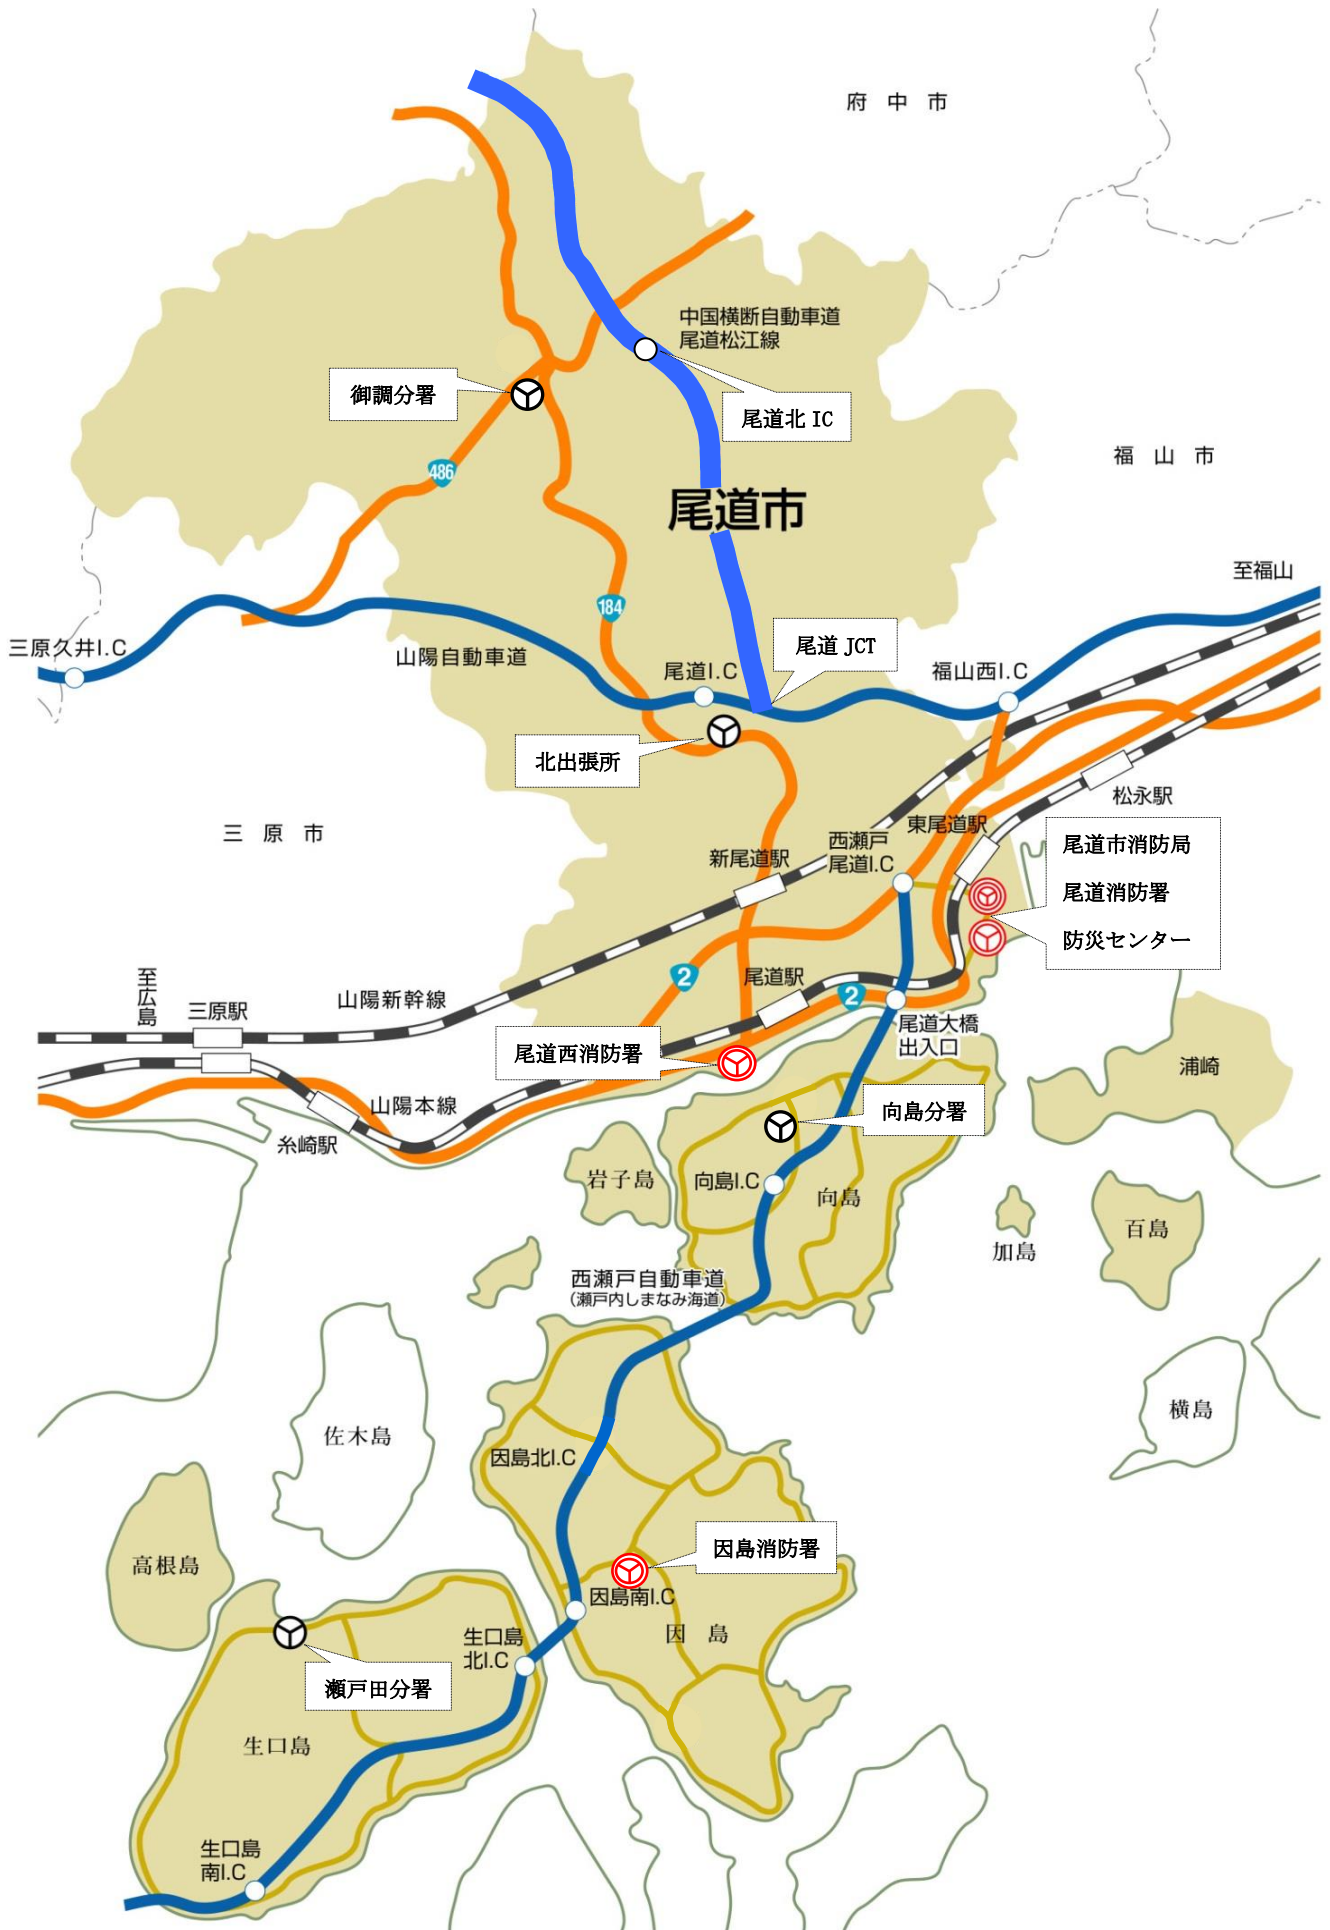 府 中 市
中国横断自動車道
尾道松江線
御調分署
尾道北 IC
486
福 山 市
尾道市
至福山
184
尾道 JCT
三原久井I.C
山陽自動車道
尾道I.C
福山西I.C
北出張所
松永駅
三 原 市
東尾道駅
西瀬戸
尾道I.C
新尾道駅
尾道市消防局
尾道消防署
防災センター
至広島
三原駅
山陽新幹線
2
尾道駅
2
尾道大橋
出入口
尾道西消防署
浦崎
山陽本線
向島分署
糸崎駅
岩子島
向島I.C
向島
百島
加島
西瀬戸自動車道
(瀬戸内しまなみ海道)
横島
佐木島
因島北I.C
因島消防署
高根島
因島南I.C
因 島
生口島
北I.C
瀬戸田分署
生口島
生口島
南I.C